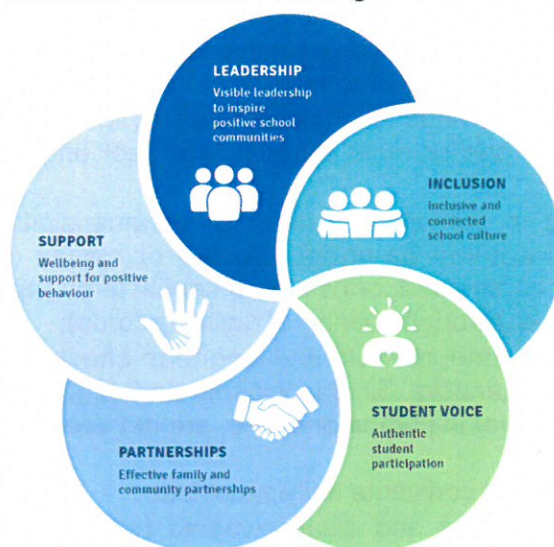 LEADERSHIP
Visible leadership
to inspire
positive school
communities
INCLUSION
Inclusive and
connected
school culture
STUDENT VOICE
Authentic
student
participation
PARTNERSHIPS
Effective family and
community partnerships
SUPPORT
Wellbeing and
support for positive
behaviour